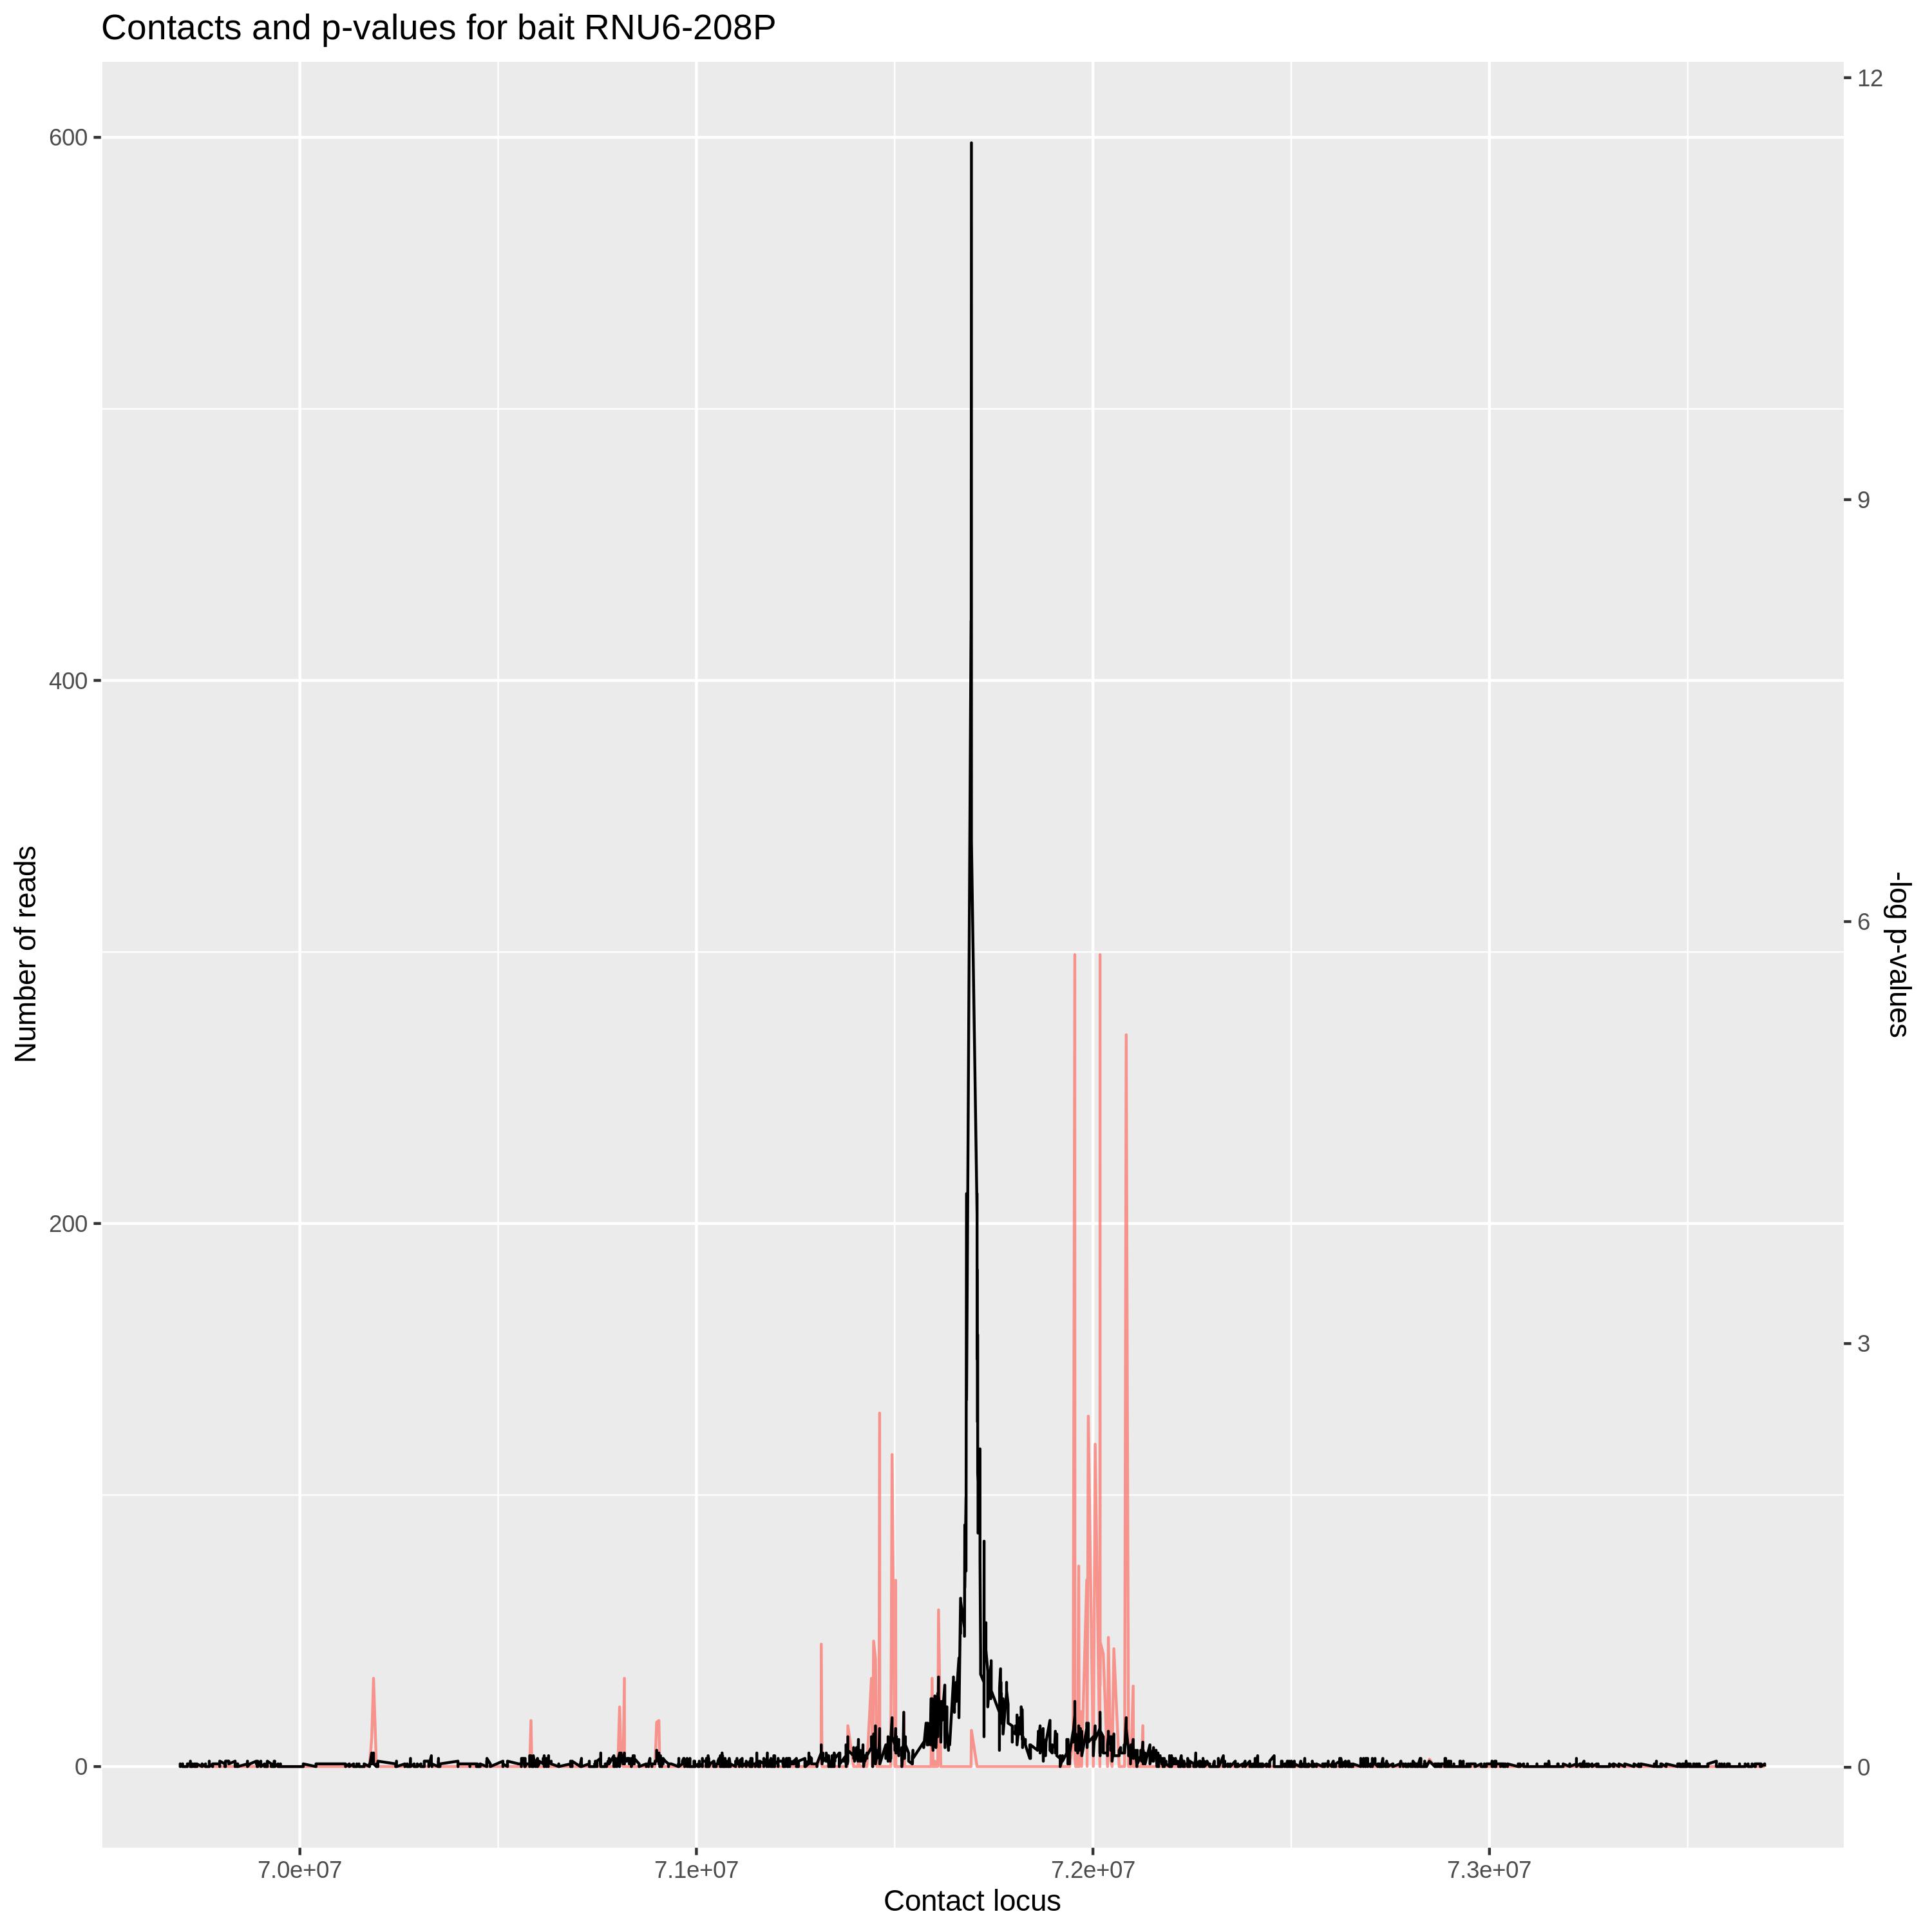 Contacts and p-values for bait RNU6-208P
12
600
9
400
6
Number of reads
-log p-values
200
3
0
0
7.0e+07
7.1e+07
7.2e+07
7.3e+07
Contact locus